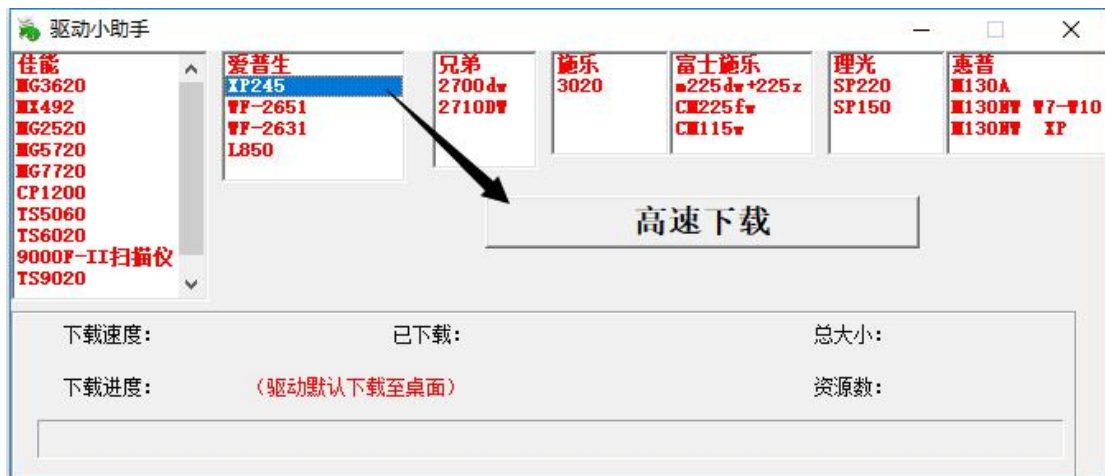 驱动小助手
佳能
MG3620
MX492
MG2520
MG5720
MG7720
CP1200
TS5060
TS6020
9000F-II扫描仪
TS9020
爱普生
XP245
WF-2651
WF-2631
L850
兄弟
2700dw
2710DW
施乐
3020
富士施乐
m225dw+225z
CM225fw
CM115w
理光
SP220
SP150
惠普
M130A
M130NW W7-W10
M130NW XP
高速下载
下载速度: 已下载: 总大小:
下载进度: (驱动默认下载至桌面) 资源数: